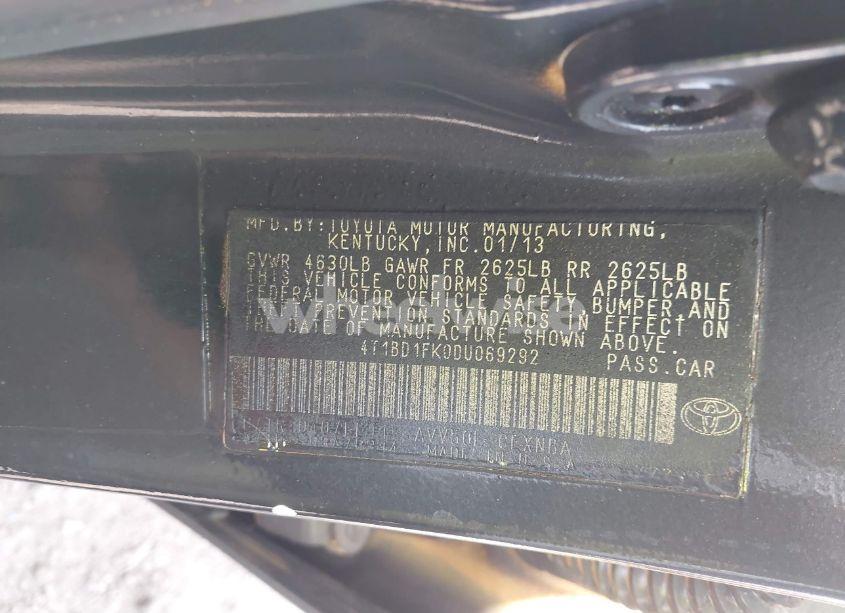 MFD. BY: TOYOTA MOTOR MANUFACTURING,
KENTUCKY, INC. 01/13
GVWR 4630LB GAWR FR 2625LB RR 2625LB
THIS VEHICLE CONFORMS TO ALL APPLICABLE
FEDERAL MOTOR VEHICLE SAFETY, BUMPER, AND
THEFT PREVENTION STANDARDS IN EFFECT ON
THE DATE OF MANUFACTURE SHOWN ABOVE.
4T1BD1FK0DU069292 PASS. CAR
MADE IN